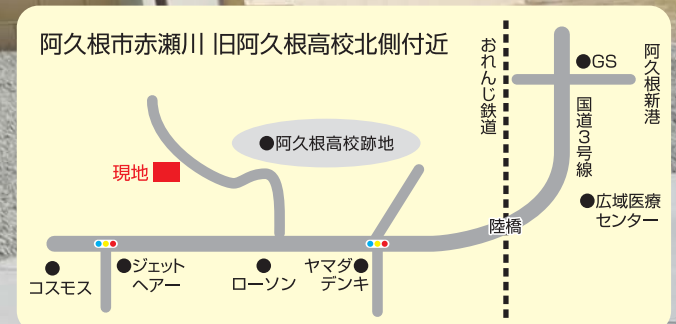 阿久根市赤瀬川 旧阿久根高校北側付近
おれんじ鉄道
GS
阿久根新港
国道3号線
阿久根高校跡地
現地
広域医療
センター
陸橋
コスモス
ジェット
ヘアー
ローソン
ヤマダ
デンキ